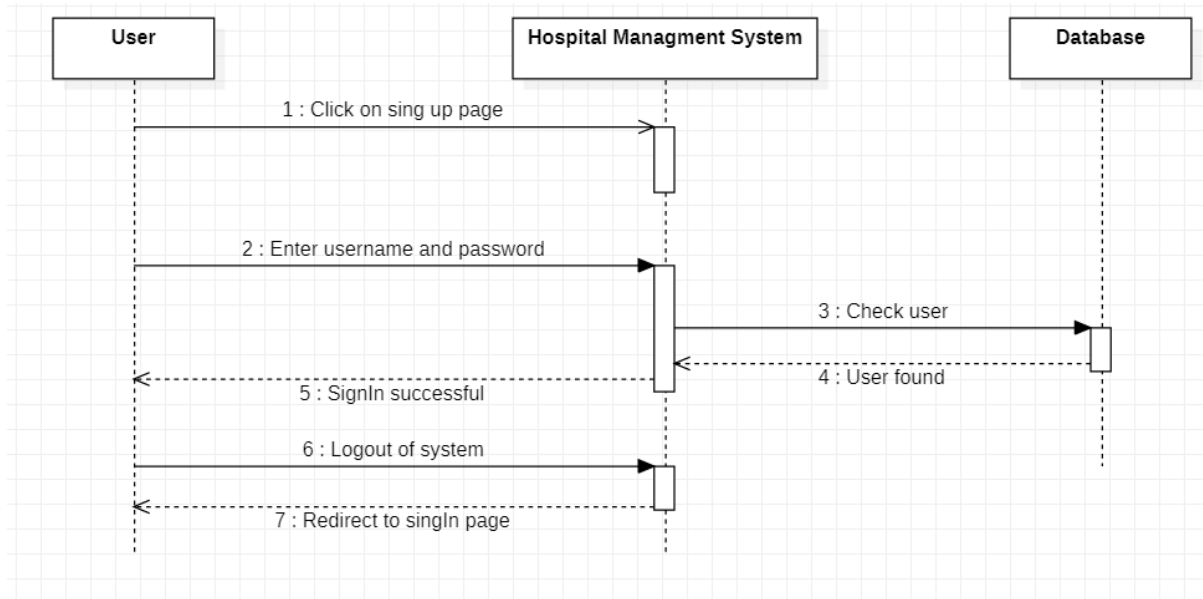 User
Hospital Managment System
Database
1 : Click on sing up page
2 : Enter username and password
3 : Check user
4 : User found
5 : SignIn successful
6 : Logout of system
7 : Redirect to singIn page